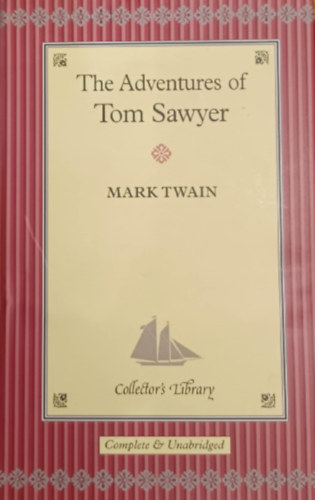 The Adventures of
Tom Sawyer
MARK TWAIN
Collector's Library
Complete & Unabridged